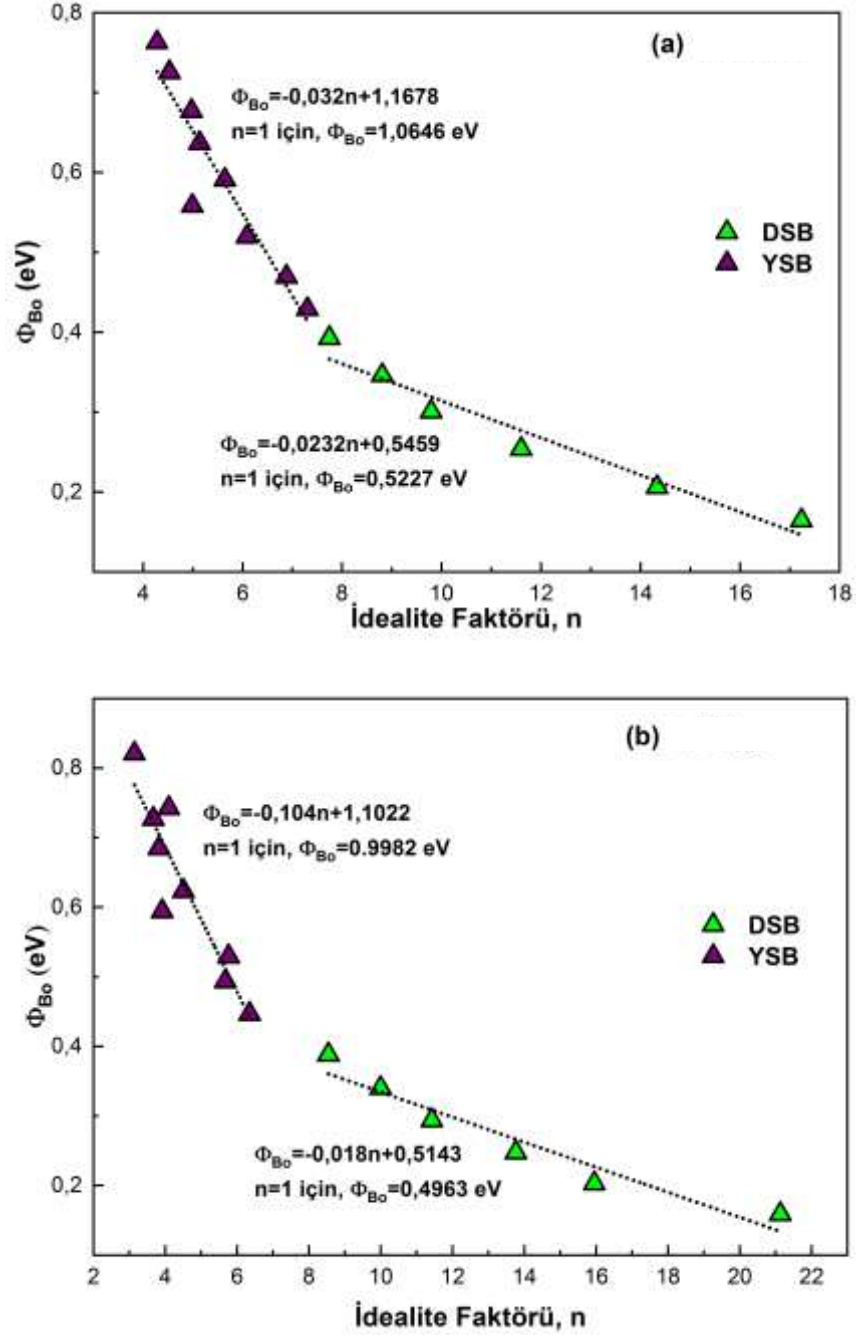 (a)
Φ_Bo=-0,032n+1,1678
n=1 için, Φ_Bo=1,0646 eV
DSB
YSB
Φ_Bo=-0,0232n+0,5459
n=1 için, Φ_Bo=0,5227 eV
Φ_Bo (eV)
0,8
0,6
0,4
0,2
4 6 8 10 12 14 16 18
İdealite Faktörü, n
(b)
Φ_Bo=-0,104n+1,1022
n=1 için, Φ_Bo=0.9982 eV
DSB
YSB
Φ_Bo=-0,018n+0,5143
n=1 için, Φ_Bo=0,4963 eV
Φ_Bo (eV)
0,8
0,6
0,4
0,2
2 4 6 8 10 12 14 16 18 20 22
İdealite Faktörü, n